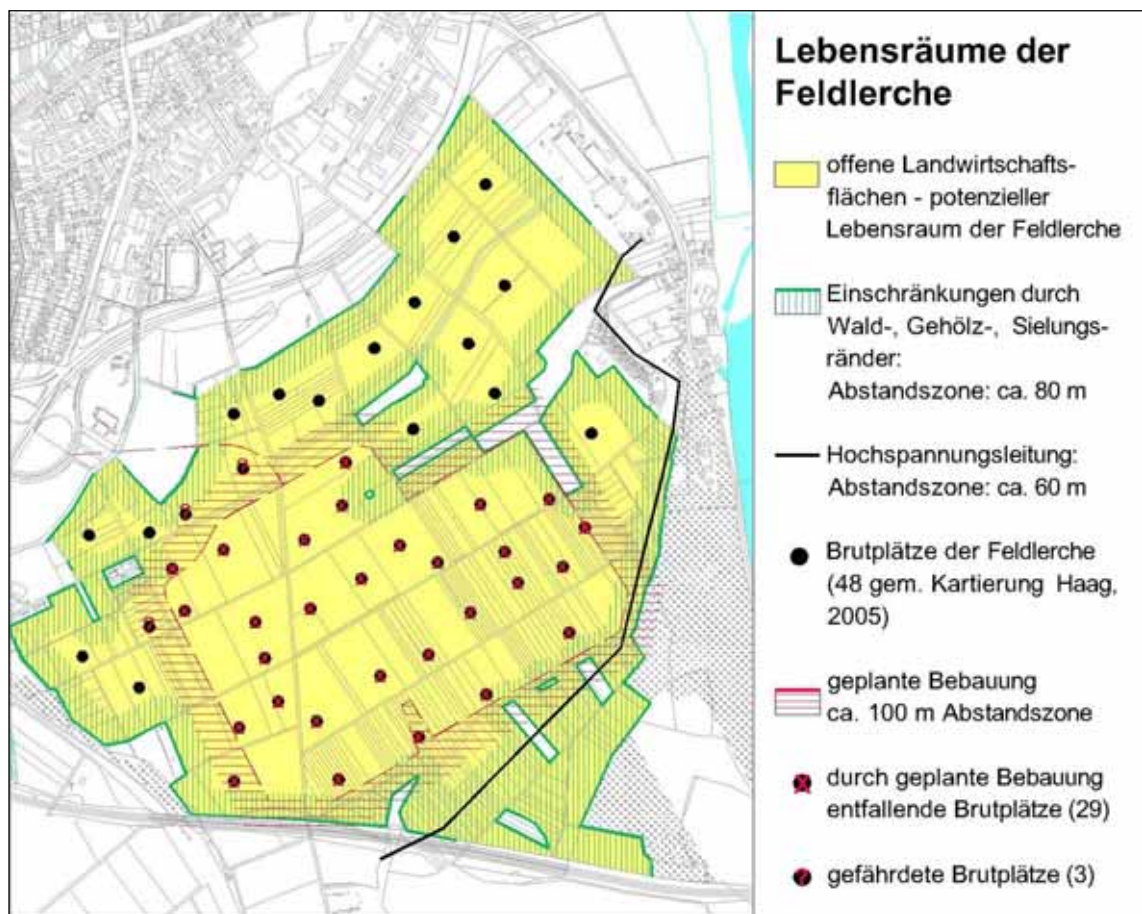 Lebensräume der
Feldlerche
offene Landwirtschafts-
flächen - potenzieller
Lebensraum der Feldlerche
Einschränkungen durch
Wald-, Gehölz-, Sielungs-
ränder:
Abstandszone: ca. 80 m
Hochspannungsleitung:
Abstandszone: ca. 60 m
Brutplätze der Feldlerche
(48 gem. Kartierung Haag,
2005)
geplante Bebauung
ca. 100 m Abstandszone
durch geplante Bebauung
entfallende Brutplätze (29)
gefährdete Brutplätze (3)